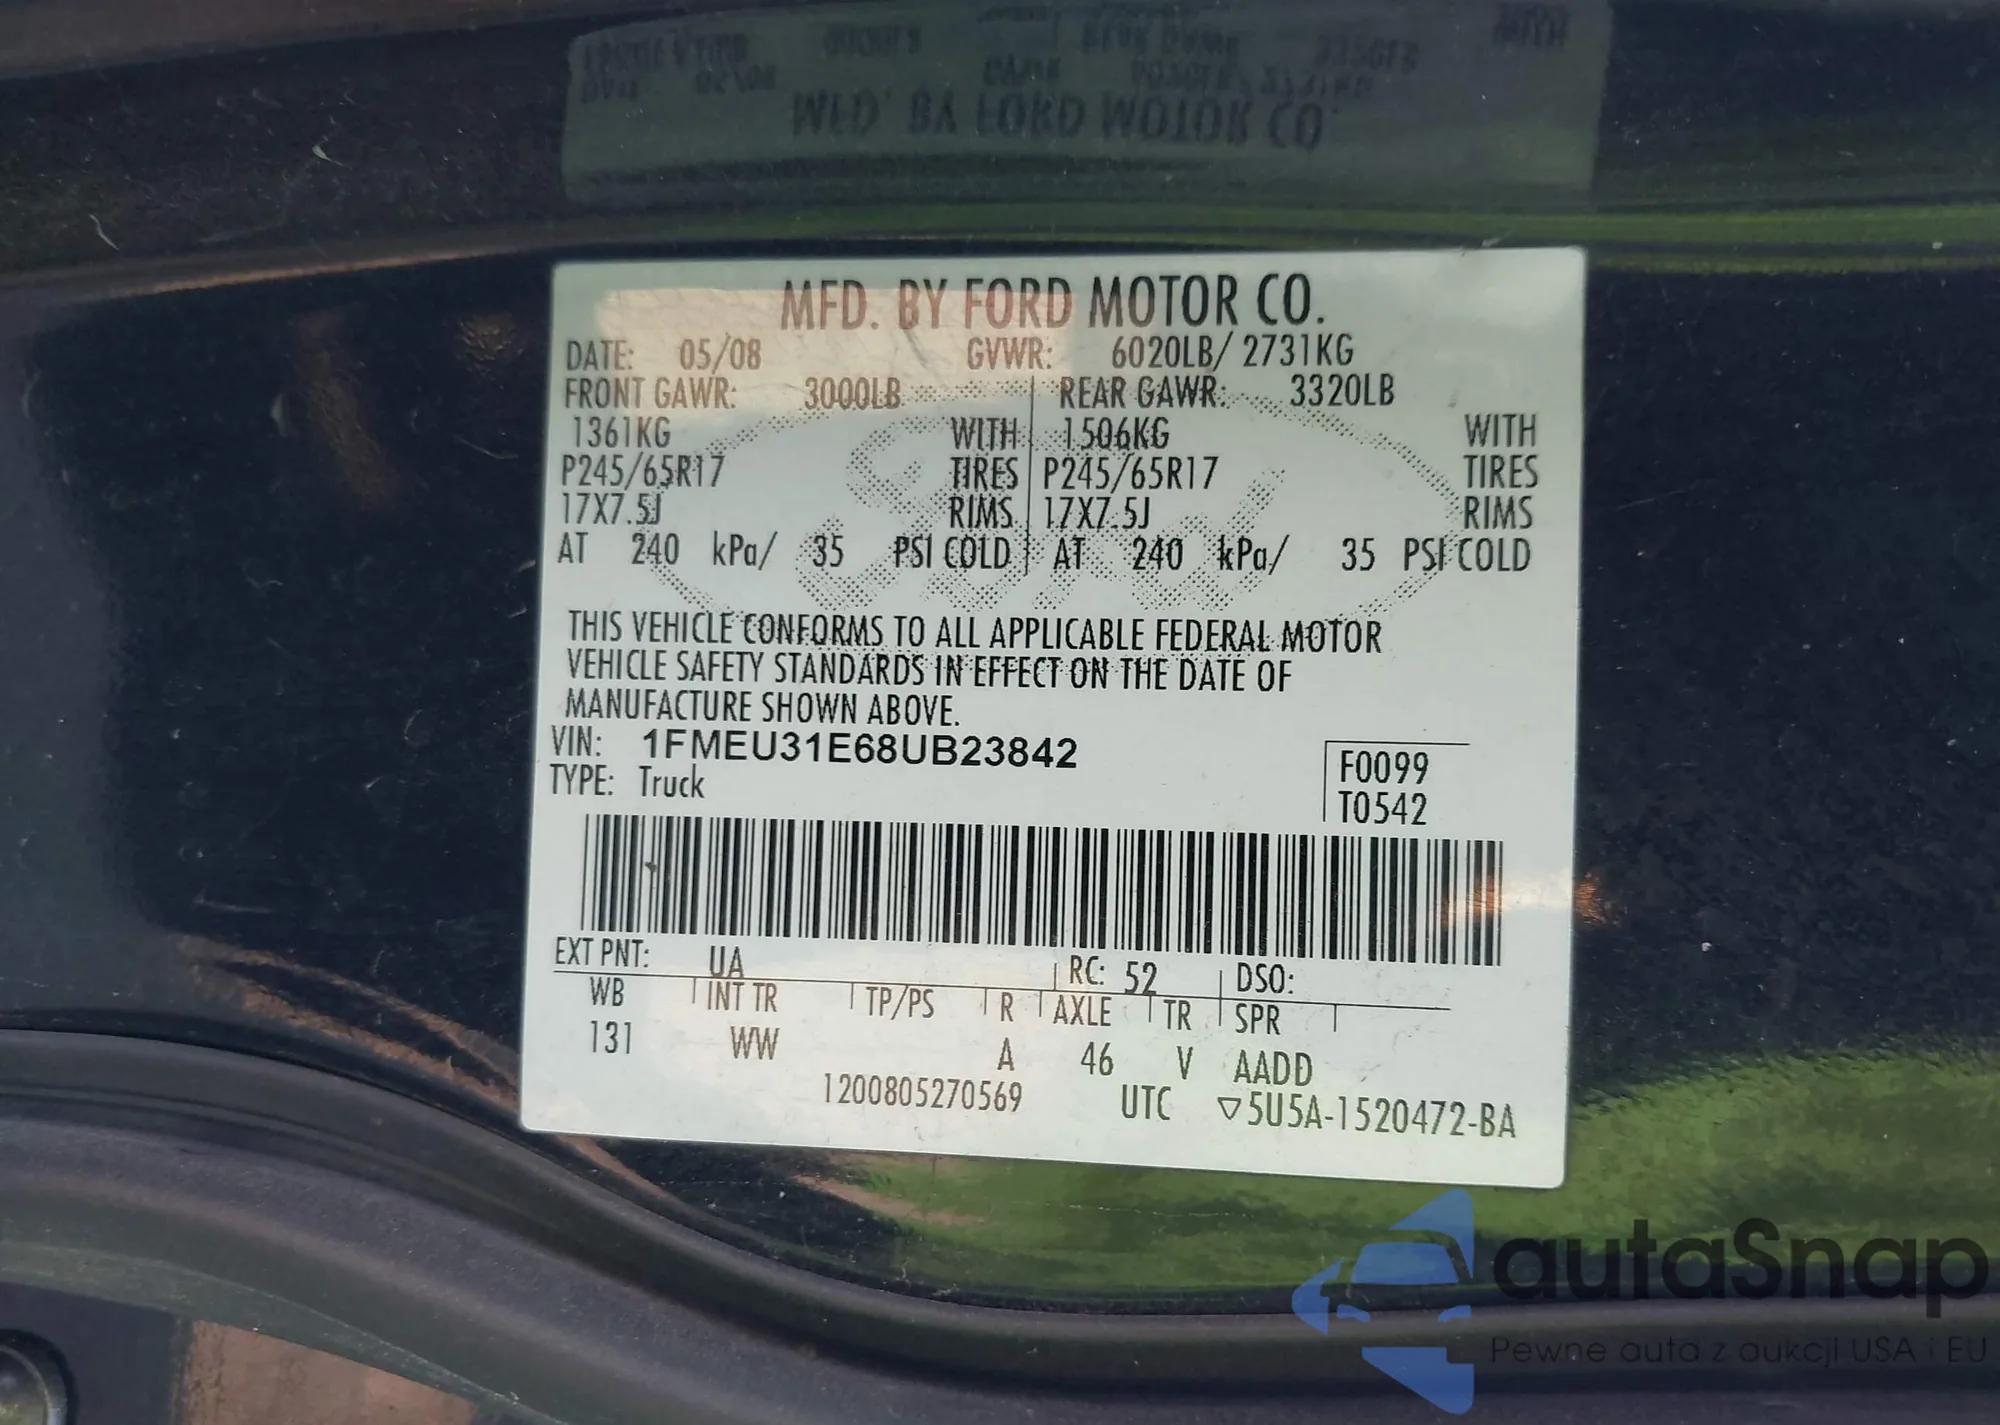 MFD. BY FORD MOTOR CO.
DATE: 05/08 GVWR: 6020LB/ 2731KG
FRONT GAWR: 3000LB REAR GAWR: 3320LB
1361KG WITH 1506KG WITH
P245/65R17 TIRES P245/65R17 TIRES
17X7.5J RIMS 17X7.5J RIMS
AT 240 kPa/ 35 PSI COLD AT 240 kPa/ 35 PSI COLD
Ford
THIS VEHICLE CONFORMS TO ALL APPLICABLE FEDERAL MOTOR
VEHICLE SAFETY STANDARDS IN EFFECT ON THE DATE OF
MANUFACTURE SHOWN ABOVE.
VIN: 1FMEU31E68UB23842
TYPE: Truck
F0099
T0542
EXT PNT: UA RC: 52 DSO:
WB INT TR TP/PS R AXLE TR SPR
131 WW A 46 V AADD
1200805270569 UTC ▽5U5A-1520472-BA
autaSnap
Pewne auta z aukcji USA i EU